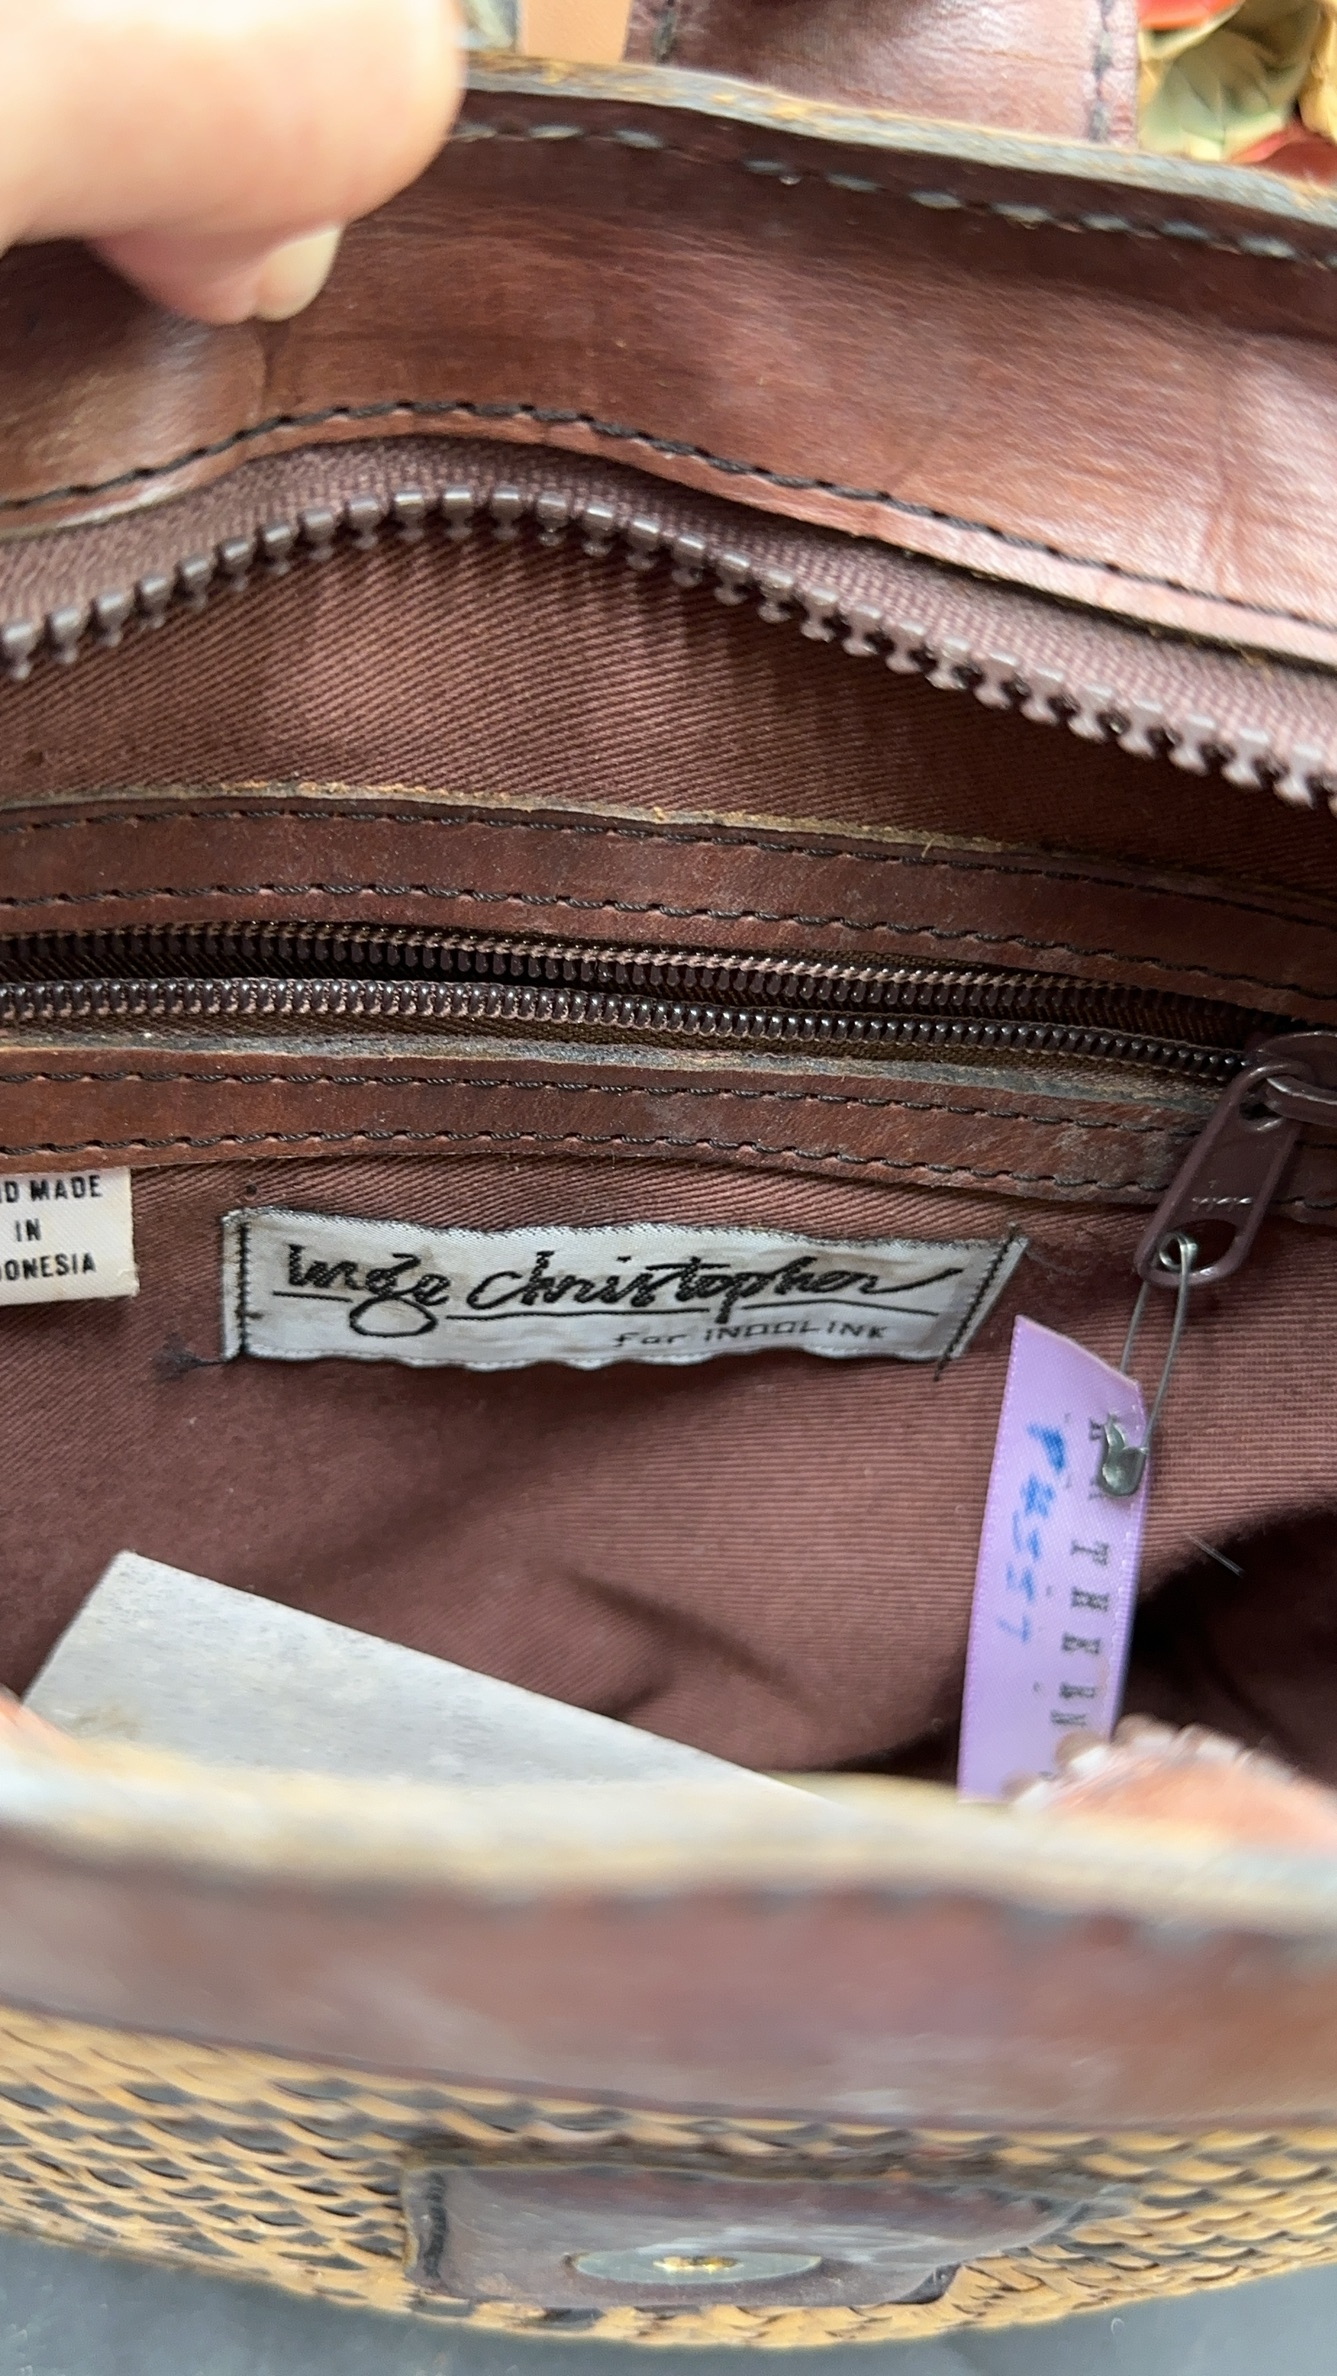 D MADE
IN
ONESIA
Inge Christopher
for INDOLINK